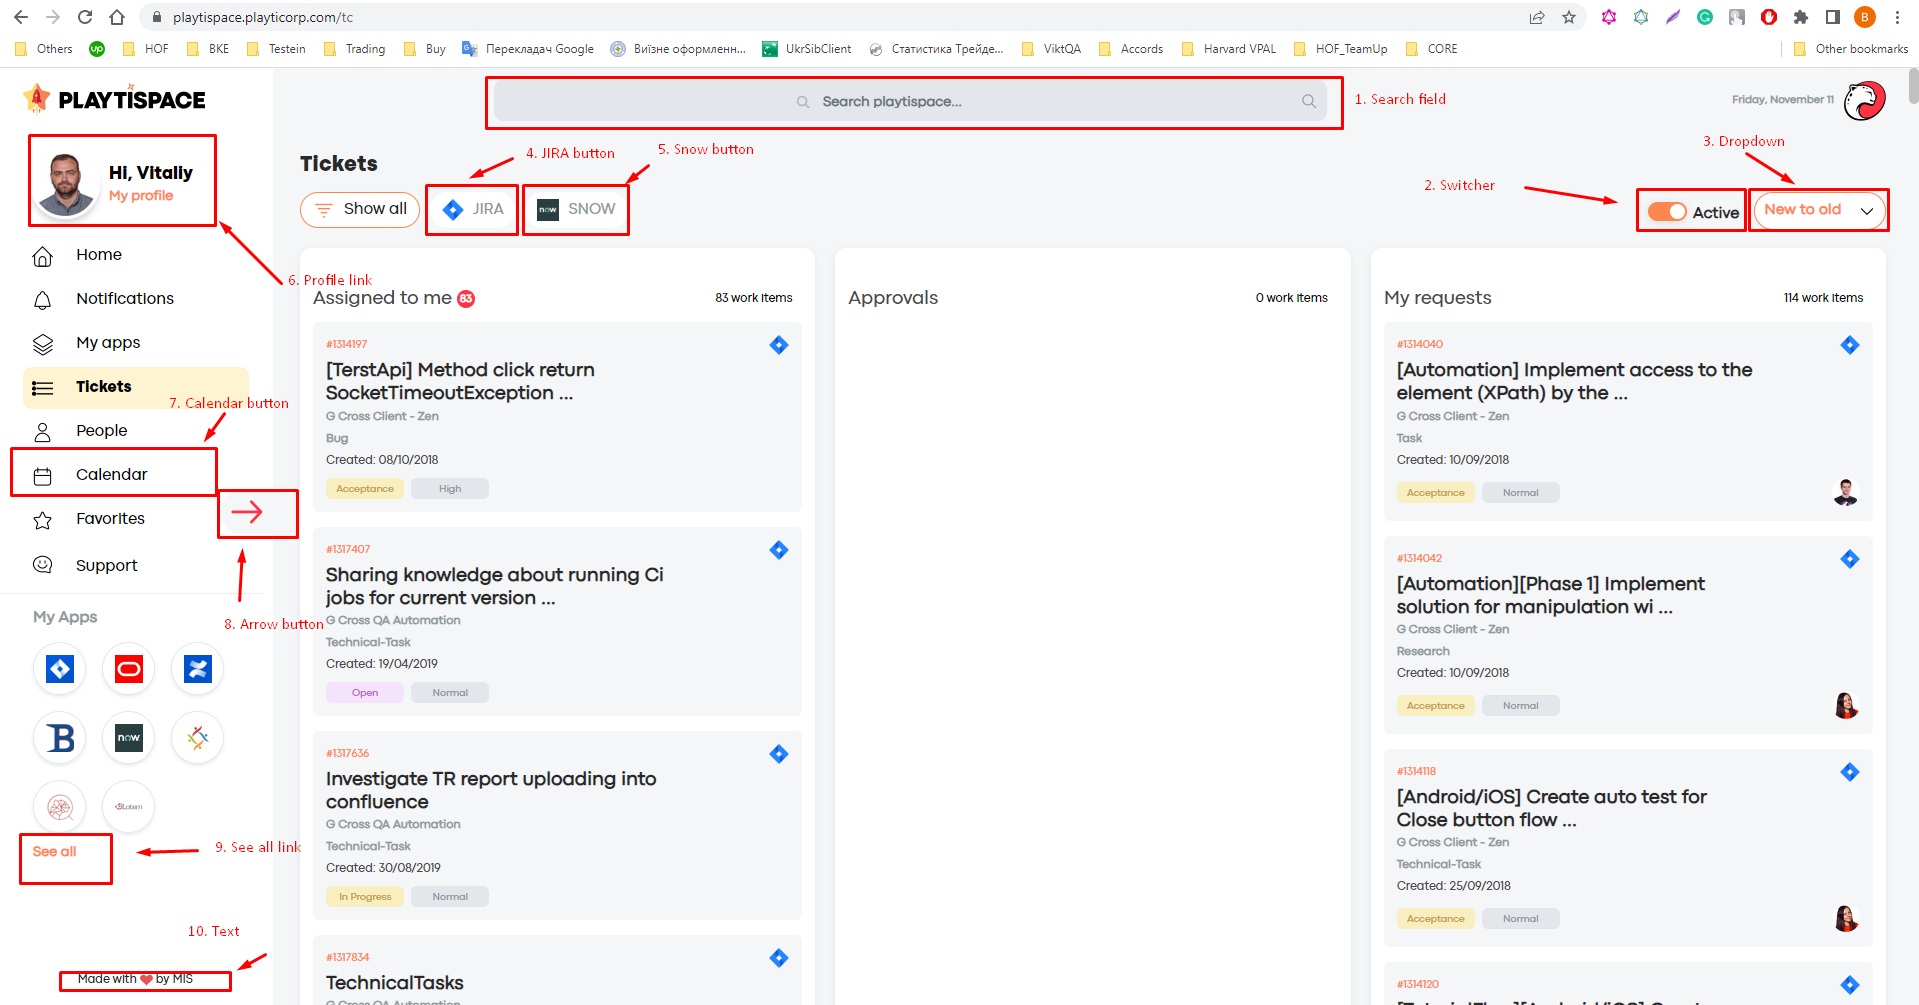 playtispace.playticorp.com/tc
B
Others
up
HOF
BKE
Testein
Trading
Buy
Перекладач Google
Виїзне оформленн...
UkrSibClient
Статистика Трейде...
ViktQA
Accords
Harvard VPAL
HOF_TeamUp
CORE
Other bookmarks
PLAYTISPACE
Search playtispace...
1. Search field
Friday, November 11
Hi, Vitaliy
My profile
6. Profile link
Home
Notifications
My apps
Tickets
7. Calendar button
People
Calendar
Favorites
Support
8. Arrow button
My Apps
B
now
See all
9. See all link
10. Text
Made with ❤ by MIS
Tickets
4. JIRA button
5. Snow button
3. Dropdown
2. Switcher
Show all
JIRA
now SNOW
Active
New to old
Assigned to me 83
83 work items
#1314197
[TerstApi] Method click return
SocketTimeoutException ...
G Cross Client - Zen
Bug
Created: 08/10/2018
Acceptance High
#1317407
Sharing knowledge about running Ci
jobs for current version ...
G Cross QA Automation
Technical-Task
Created: 19/04/2019
Open Normal
#1317636
Investigate TR report uploading into
confluence
G Cross QA Automation
Technical-Task
Created: 30/08/2019
In Progress Normal
#1317834
TechnicalTasks
G Cross QA Automation
Approvals
0 work items
My requests
114 work items
#1314040
[Automation] Implement access to the
element (XPath) by the ...
G Cross Client - Zen
Task
Created: 10/09/2018
Acceptance Normal
#1314042
[Automation][Phase 1] Implement
solution for manipulation wi ...
G Cross Client - Zen
Research
Created: 10/09/2018
Acceptance Normal
#1314118
[Android/iOS] Create auto test for
Close button flow ...
G Cross Client - Zen
Technical-Task
Created: 25/09/2018
Acceptance Normal
#1314120